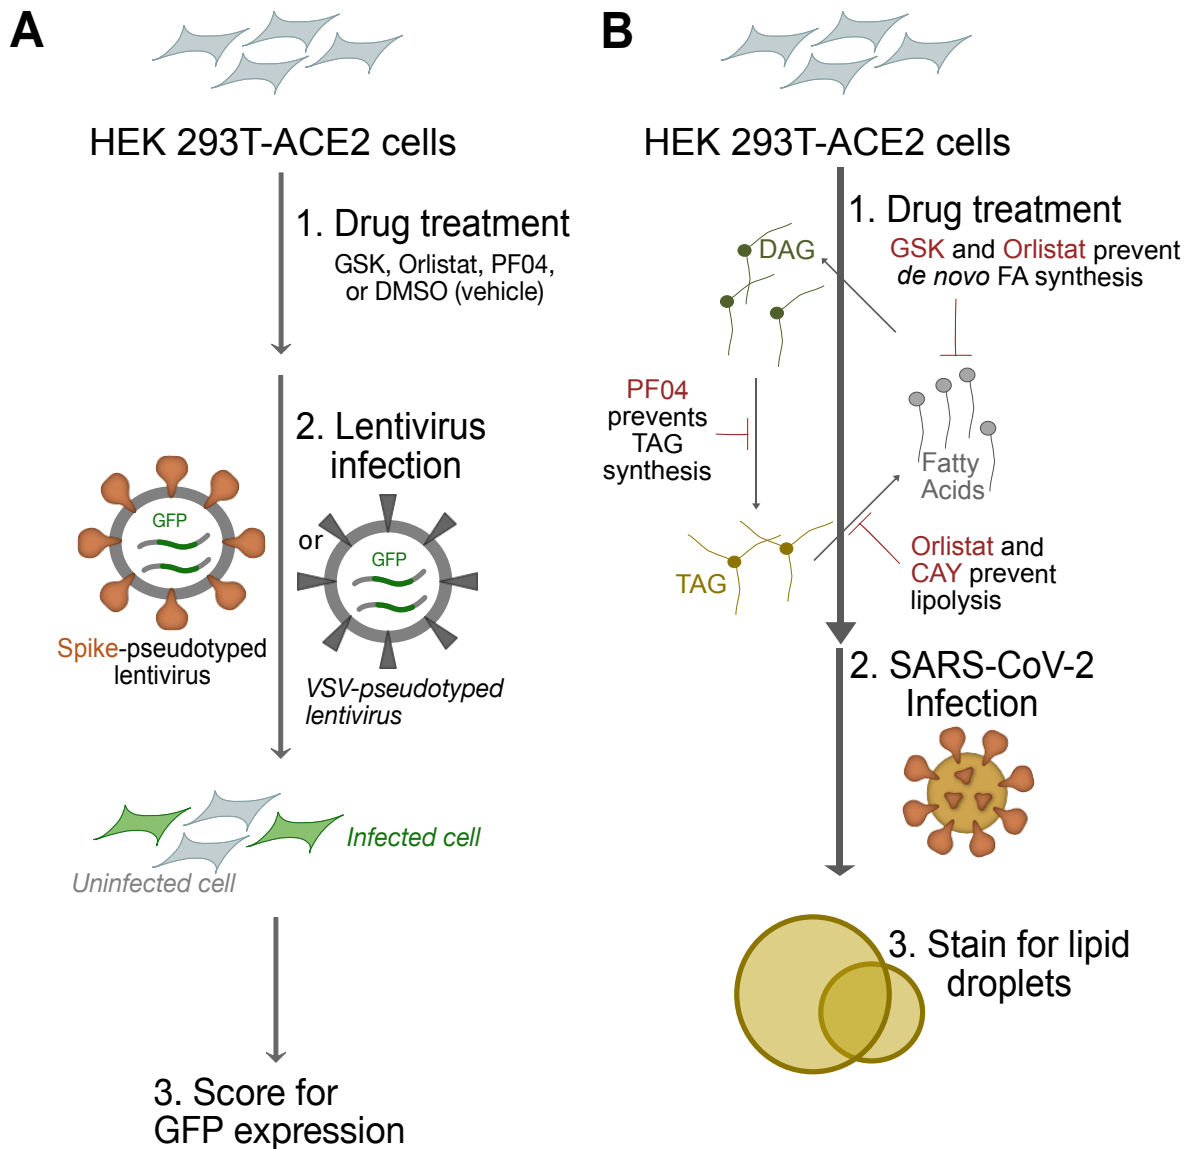 A
HEK 293T-ACE2 cells
1. Drug treatment
GSK, Orlistat, PF04,
or DMSO (vehicle)
2. Lentivirus
infection
GFP
or
GFP
Spike-pseudotyped
lentivirus
VSV-pseudotyped
lentivirus
Infected cell
Uninfected cell
3. Score for
GFP expression
B
HEK 293T-ACE2 cells
1. Drug treatment
GSK and Orlistat prevent
de novo FA synthesis
DAG
PF04
prevents
TAG
synthesis
Fatty
Acids
TAG
Orlistat and
CAY prevent
lipolysis
2. SARS-CoV-2
Infection
3. Stain for lipid
droplets